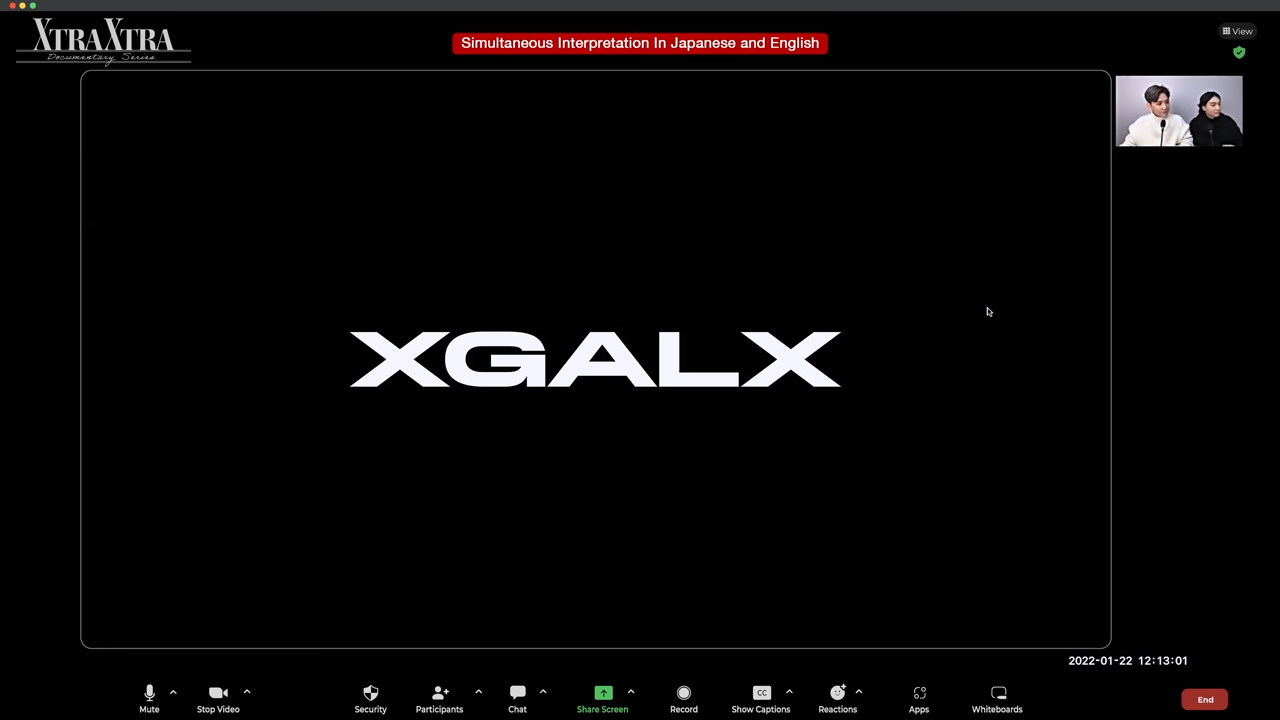 XTRAXTRA
Documentary Series
Simultaneous Interpretation In Japanese and English
View
XGALX
2022-01-22 12:13:01
Mute
Stop Video
Security
Participants
Chat
Share Screen
Record
CC
Show Captions
Reactions
Apps
Whiteboards
End